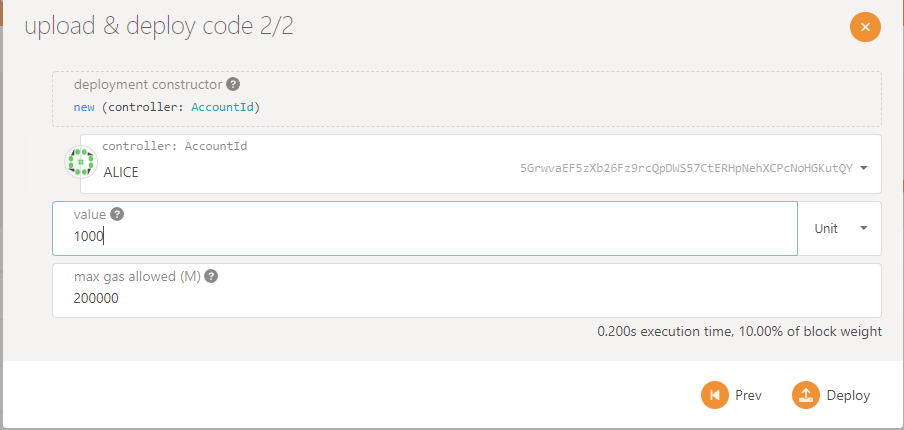 upload & deploy code 2/2
deployment constructor
new (controller: AccountId)
controller: AccountId
ALICE
5GrwvaEF5zXb26Fz9rcQpDWS57CtERHpNehXCPcNoHGKutQY
value
1000
Unit
max gas allowed (M)
200000
0.200s execution time, 10.00% of block weight
Prev
Deploy